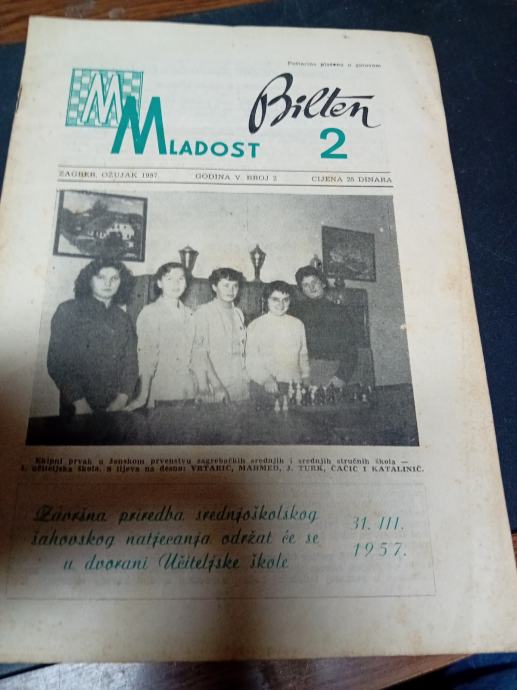 Poštarina plaćena u gotovom
M
MLADOST
Bilten
2
ZAGREB, OŽUJAK 1957. GODINA V. BROJ 2 CIJENA 25 DINARA
Ekipni prvak u ženskom prvenstvu zagrebačkih srednjih i srednjih stručnih škola —
I. učiteljska škola. S lijeva na desno: VRTARIĆ, MAHMED, J. TURK, ČAČIĆ I KATALINIĆ.
Završna priredba srednjoškolskog
šahovskog natjecanja održat će se
u dvorani Učiteljske škole
31. III.
1957.